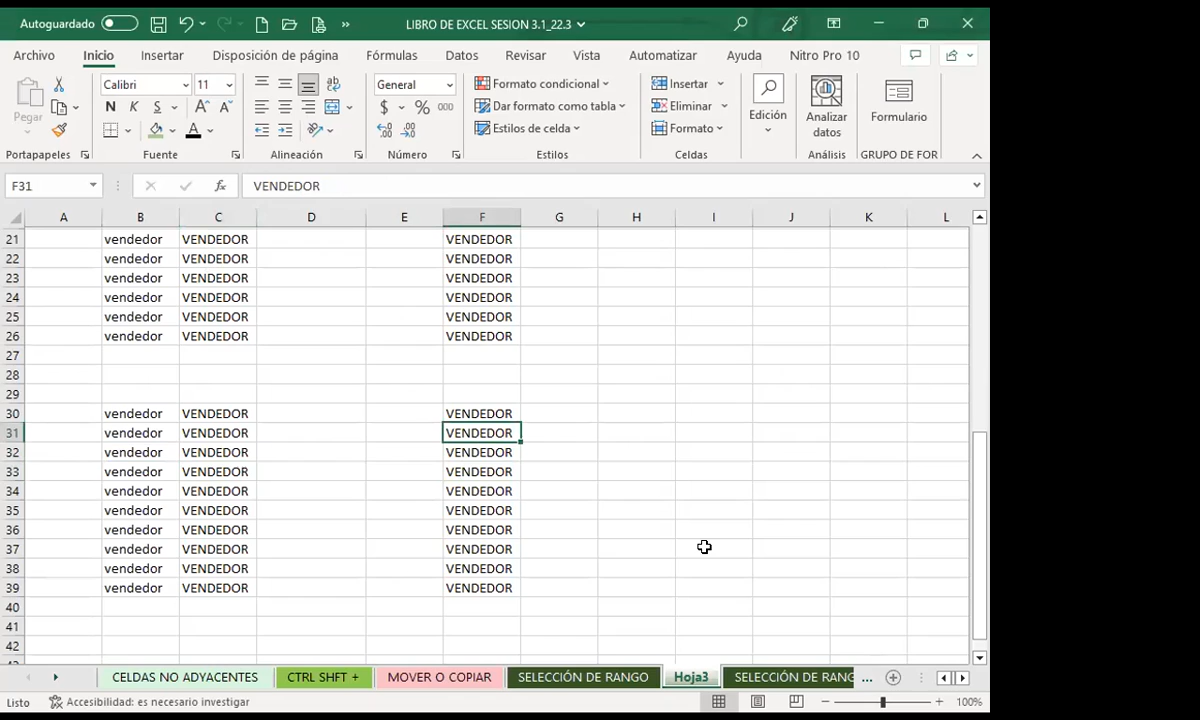 Autoguardado LIBRO DE EXCEL SESION 3.1_22.3
Archivo Inicio Insertar Disposición de página Fórmulas Datos Revisar Vista Automatizar Ayuda Nitro Pro 10
Pegar
Calibri 11
N K S
General
$ % 000
Formato condicional
Dar formato como tabla
Estilos de celda
Insertar
Eliminar
Formato
Edición
Analizar datos
Formulario
Portapapeles Fuente Alineación Número Estilos Celdas Análisis GRUPO DE FOR
F31 fx VENDEDOR
A B C D E F G H I J K L
21 vendedor VENDEDOR VENDEDOR
22 vendedor VENDEDOR VENDEDOR
23 vendedor VENDEDOR VENDEDOR
24 vendedor VENDEDOR VENDEDOR
25 vendedor VENDEDOR VENDEDOR
26 vendedor VENDEDOR VENDEDOR
27
28
29
30 vendedor VENDEDOR VENDEDOR
31 vendedor VENDEDOR VENDEDOR
32 vendedor VENDEDOR VENDEDOR
33 vendedor VENDEDOR VENDEDOR
34 vendedor VENDEDOR VENDEDOR
35 vendedor VENDEDOR VENDEDOR
36 vendedor VENDEDOR VENDEDOR
37 vendedor VENDEDOR VENDEDOR
38 vendedor VENDEDOR VENDEDOR
39 vendedor VENDEDOR VENDEDOR
40
41
42
CELDAS NO ADYACENTES CTRL SHFT + MOVER O COPIAR SELECCIÓN DE RANGO Hoja3 SELECCIÓN DE RANG ...
Listo Accesibilidad: es necesario investigar 100%